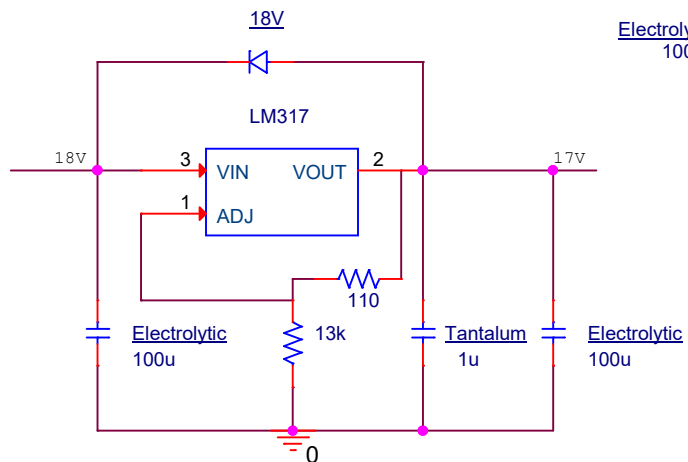 18V
Electroly
100
LM317
18V
3
VIN
VOUT
2
17V
1
ADJ
110
Electrolytic
100u
13k
Tantalum
1u
Electrolytic
100u
0